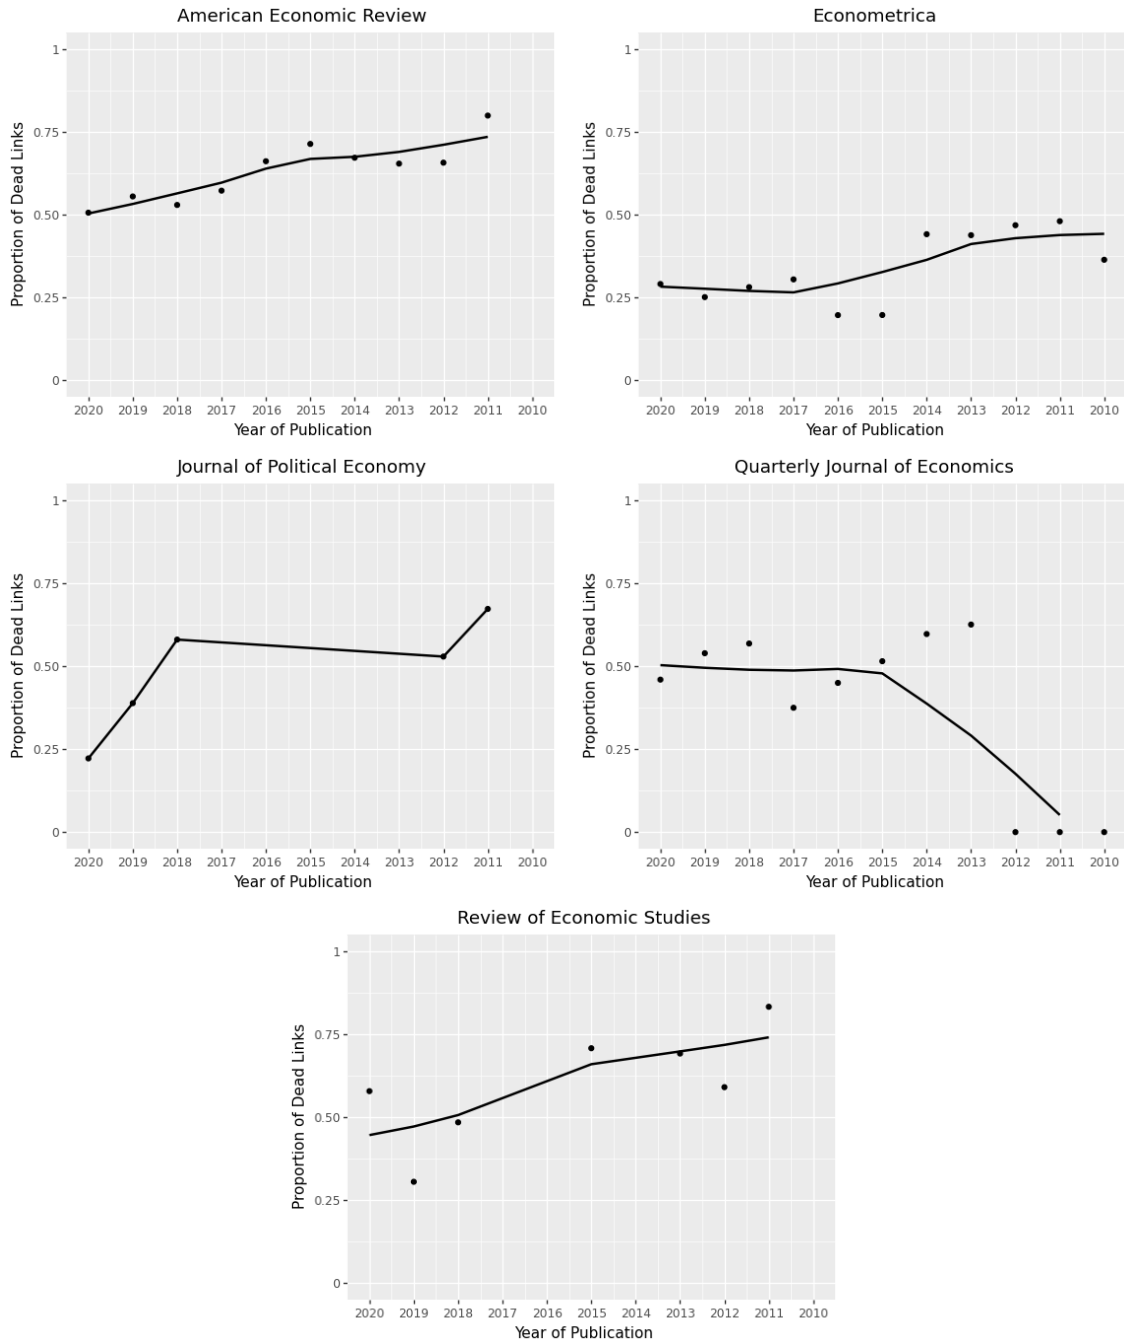 American Economic Review
1
0.75
0.50
0.25
0
Proportion of Dead Links
2020 2019 2018 2017 2016 2015 2014 2013 2012 2011 2010
Year of Publication
Econometrica
1
0.75
0.50
0.25
0
Proportion of Dead Links
2020 2019 2018 2017 2016 2015 2014 2013 2012 2011 2010
Year of Publication
Journal of Political Economy
1
0.75
0.50
0.25
0
Proportion of Dead Links
2020 2019 2018 2017 2016 2015 2014 2013 2012 2011 2010
Year of Publication
Quarterly Journal of Economics
1
0.75
0.50
0.25
0
Proportion of Dead Links
2020 2019 2018 2017 2016 2015 2014 2013 2012 2011 2010
Year of Publication
Review of Economic Studies
1
0.75
0.50
0.25
0
Proportion of Dead Links
2020 2019 2018 2017 2016 2015 2014 2013 2012 2011 2010
Year of Publication